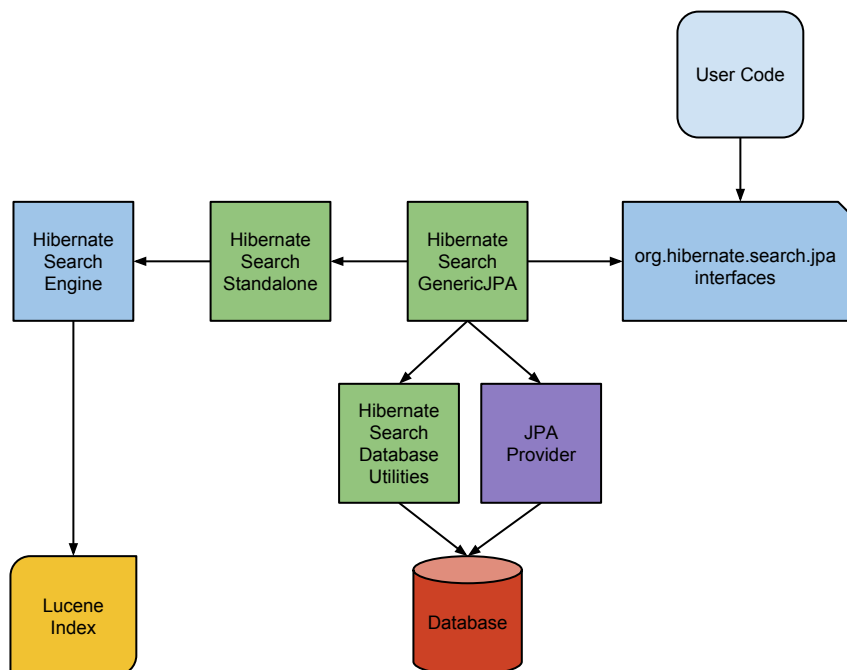 User Code
Hibernate
Search
Engine
Hibernate
Search
Standalone
Hibernate
Search
GenericJPA
org.hibernate.search.jpa
interfaces
Hibernate
Search
Database
Utilities
JPA
Provider
Lucene
Index
Database